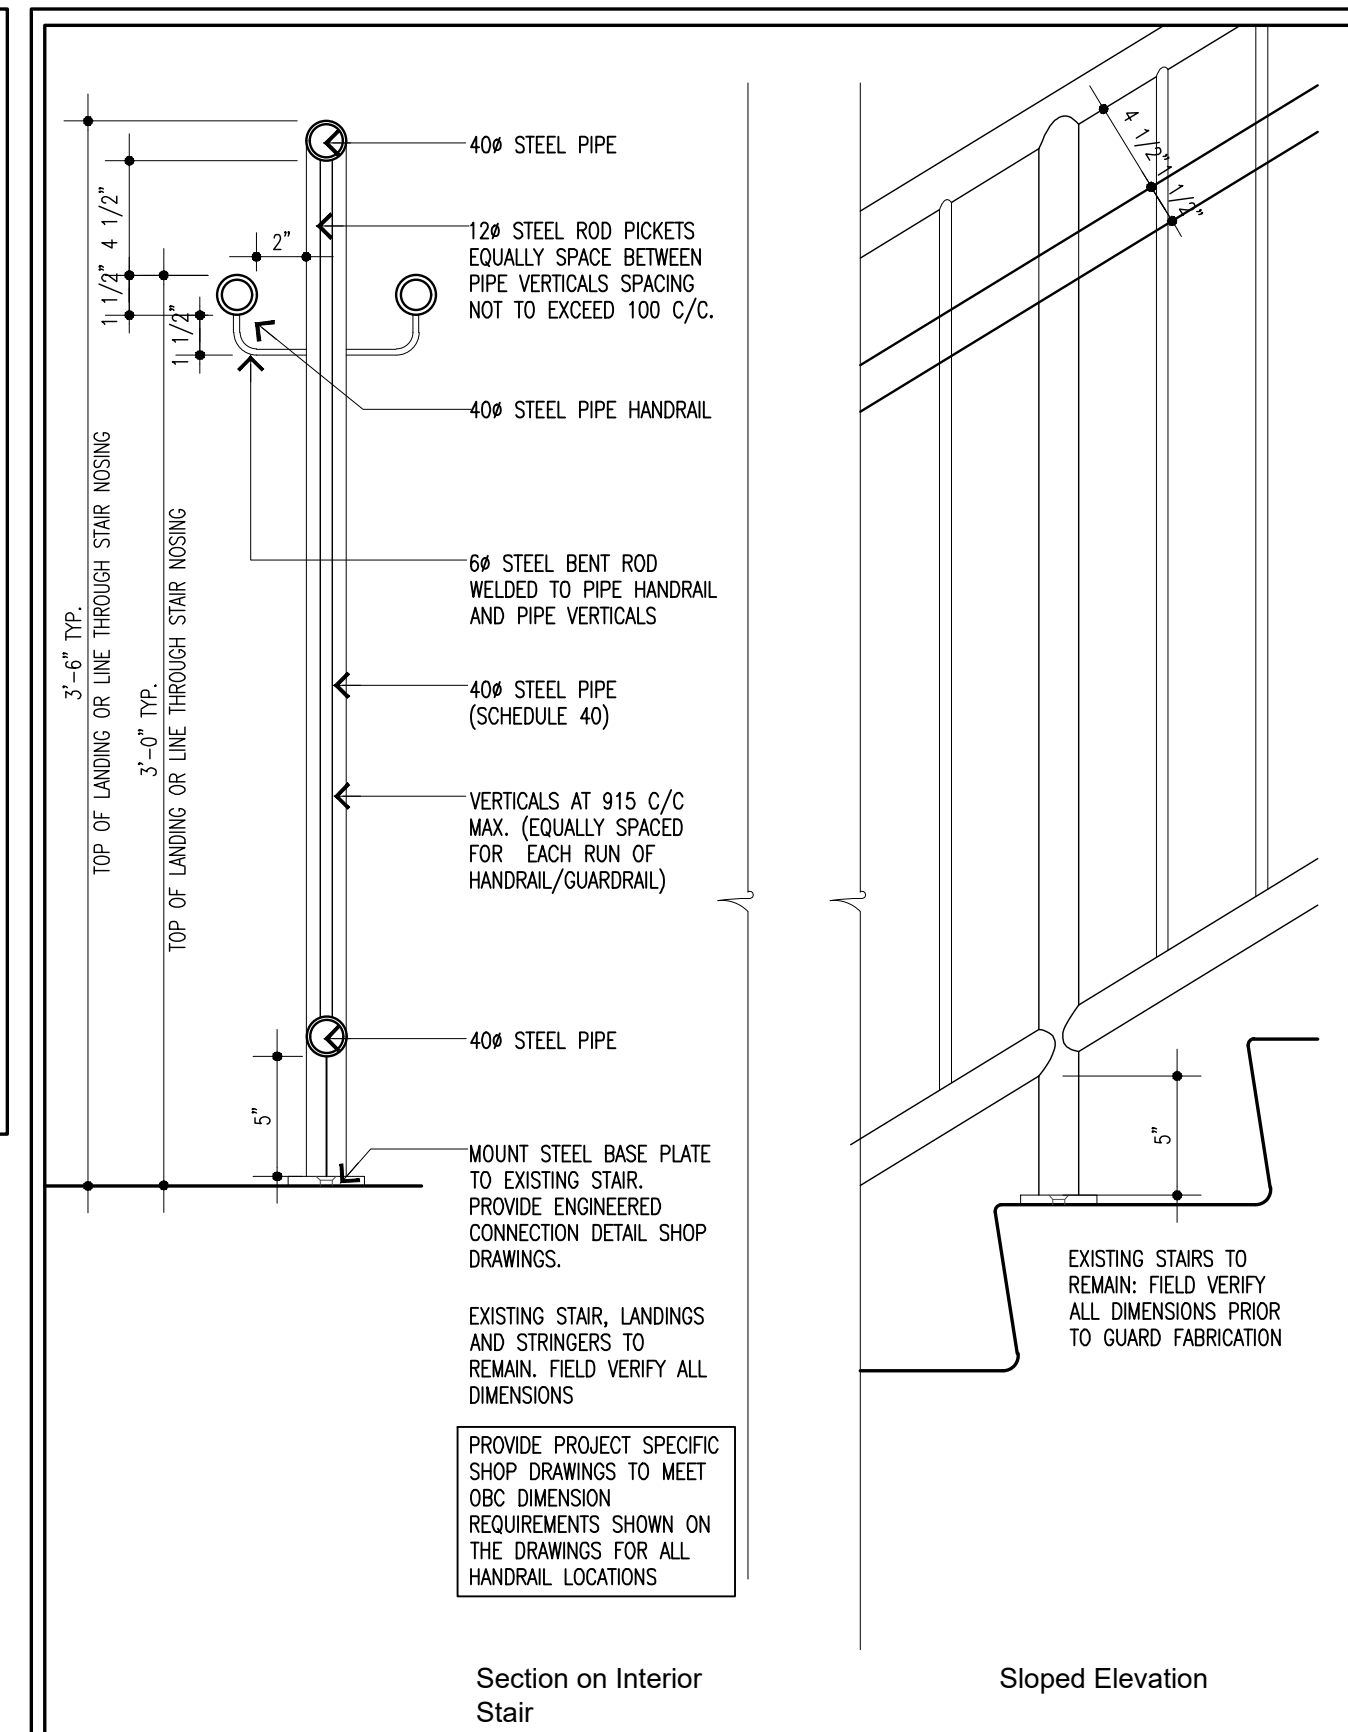 40ø STEEL PIPE
12ø STEEL ROD PICKETS
EQUALLY SPACE BETWEEN
PIPE VERTICALS SPACING
NOT TO EXCEED 100 C/C.
40ø STEEL PIPE HANDRAIL
6ø STEEL BENT ROD
WELDED TO PIPE HANDRAIL
AND PIPE VERTICALS
40ø STEEL PIPE
(SCHEDULE 40)
VERTICALS AT 915 C/C
MAX. (EQUALLY SPACED
FOR EACH RUN OF
HANDRAIL/GUARDRAIL)
40ø STEEL PIPE
MOUNT STEEL BASE PLATE
TO EXISTING STAIR.
PROVIDE ENGINEERED
CONNECTION DETAIL SHOP
DRAWINGS.
EXISTING STAIR, LANDINGS
AND STRINGERS TO
REMAIN. FIELD VERIFY ALL
DIMENSIONS
PROVIDE PROJECT SPECIFIC
SHOP DRAWINGS TO MEET
OBC DIMENSION
REQUIREMENTS SHOWN ON
THE DRAWINGS FOR ALL
HANDRAIL LOCATIONS
3'-6" TYP.
TOP OF LANDING OR LINE THROUGH STAIR NOSING
3'-0" TYP.
TOP OF LANDING OR LINE THROUGH STAIR NOSING
4 1/2"
1 1/2"
1 1/2"
2"
5"
4 1/2"
1 1/2"
5"
EXISTING STAIRS TO
REMAIN: FIELD VERIFY
ALL DIMENSIONS PRIOR
TO GUARD FABRICATION
Section on Interior
Stair
Sloped Elevation